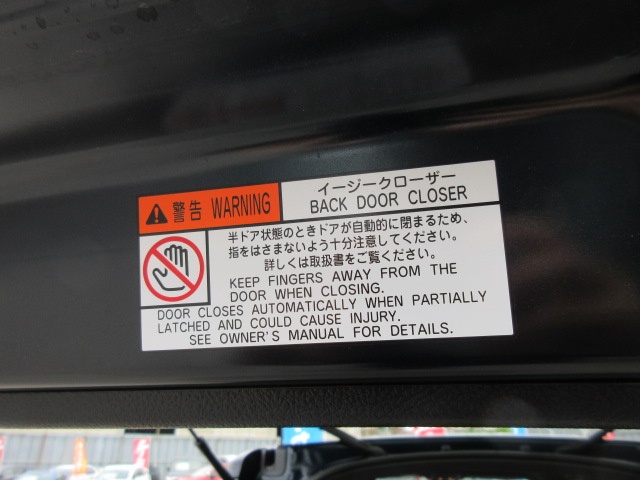 警告 WARNING
イージークローザー
BACK DOOR CLOSER
半ドア状態のときドアが自動的に閉まるため、
指をはさまないよう十分注意してください。
詳しくは取扱書をご覧ください。
KEEP FINGERS AWAY FROM THE
DOOR WHEN CLOSING.
DOOR CLOSES AUTOMATICALLY WHEN PARTIALLY
LATCHED AND COULD CAUSE INJURY.
SEE OWNER'S MANUAL FOR DETAILS.